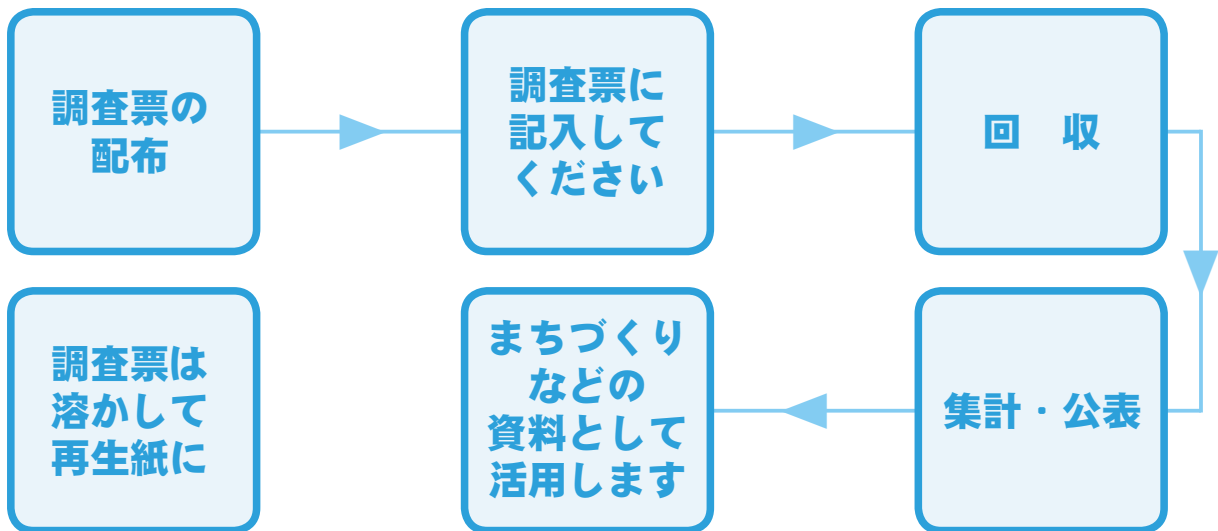 調査票の
配布
調査票に
記入して
ください
回　収
集計・公表
まちづくり
などの
資料として
活用します
調査票は
溶かして
再生紙に